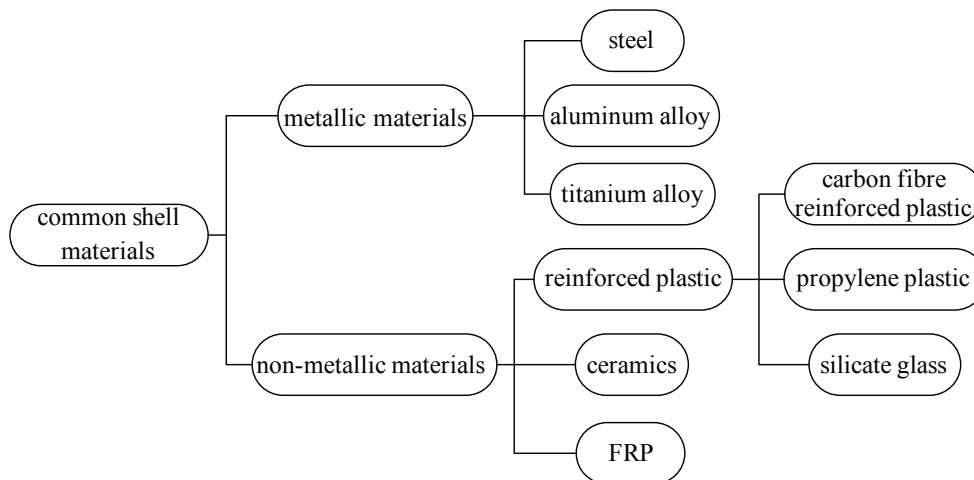 steel
metallic materials
aluminum alloy
titanium alloy
common shell
materials
carbon fibre
reinforced plastic
reinforced plastic
propylene plastic
non-metallic materials
ceramics
silicate glass
FRP